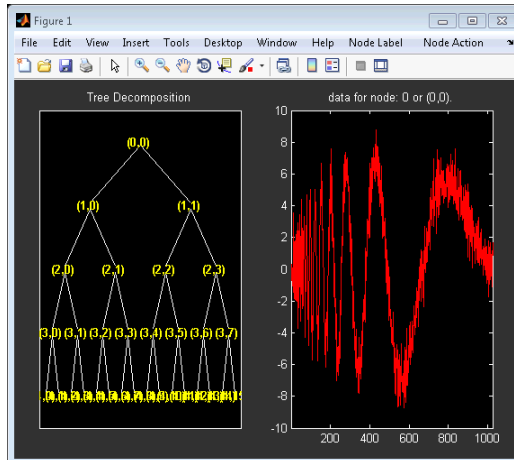 Figure 1
File Edit View Insert Tools Desktop Window Help Node Label Node Action
Tree Decomposition
(0,0)
(1,0) (1,1)
(2,0) (2,1) (2,2) (2,3)
(3,0) (3,1) (3,2) (3,3) (3,4) (3,5) (3,6) (3,7)
data for node: 0 or (0,0).
10
8
6
4
2
0
-2
-4
-6
-8
-10
200 400 600 800 1000